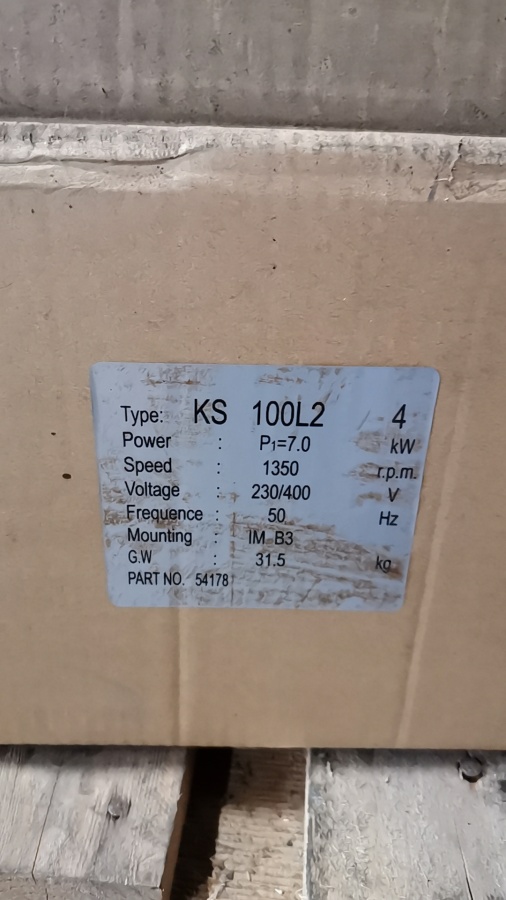 Type: KS 100L2 / - 4
Power : P₁=7.0 kW
Speed : 1350 r.p.m.
Voltage : 230/400 V
Frequence : 50 Hz
Mounting : IM B3
G.W : 31.5 kg
PART NO. 54178